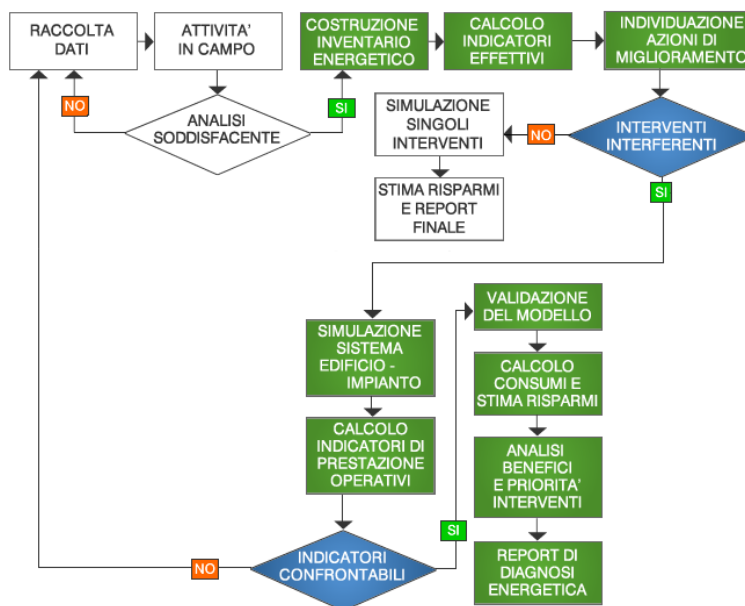 RACCOLTA
DATI
ATTIVITA'
IN CAMPO
COSTRUZIONE
INVENTARIO
ENERGETICO
CALCOLO
INDICATORI
EFFETTIVI
INDIVIDUAZIONE
AZIONI DI
MIGLIORAMENTO
NO
ANALISI
SODDISFACENTE
SI
SIMULAZIONE
SINGOLI
INTERVENTI
NO
INTERVENTI
INTERFERENTI
STIMA RISPARMI
E REPORT
FINALE
SI
SIMULAZIONE
SISTEMA
EDIFICIO -
IMPIANTO
VALIDAZIONE
DEL MODELLO
CALCOLO
CONSUMI E
STIMA RISPARMI
CALCOLO
INDICATORI DI
PRESTAZIONE
OPERATIVI
ANALISI
BENEFICI
E PRIORITA'
INTERVENTI
SI
NO
INDICATORI
CONFRONTABILI
REPORT DI
DIAGNOSI
ENERGETICA